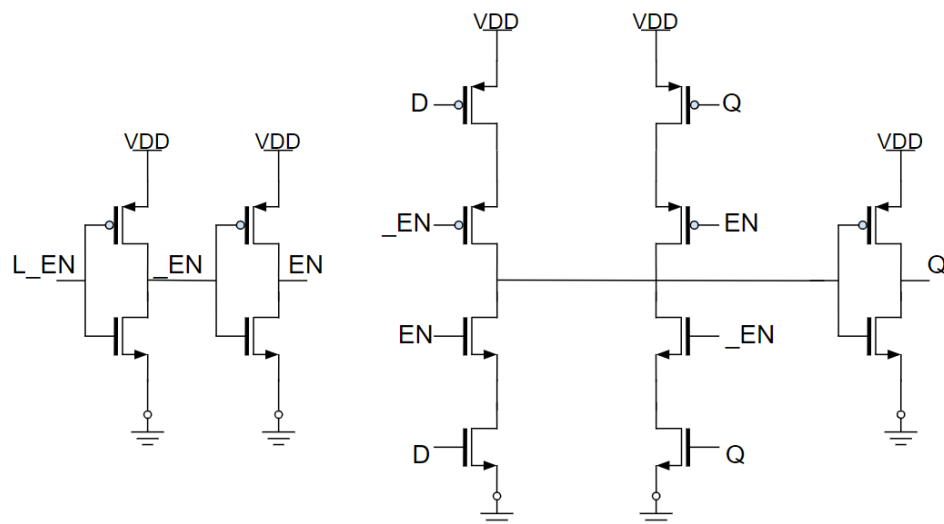 VDD VDD
D Q
VDD VDD VDD
_EN EN
L_EN _EN EN Q
EN _EN
D Q